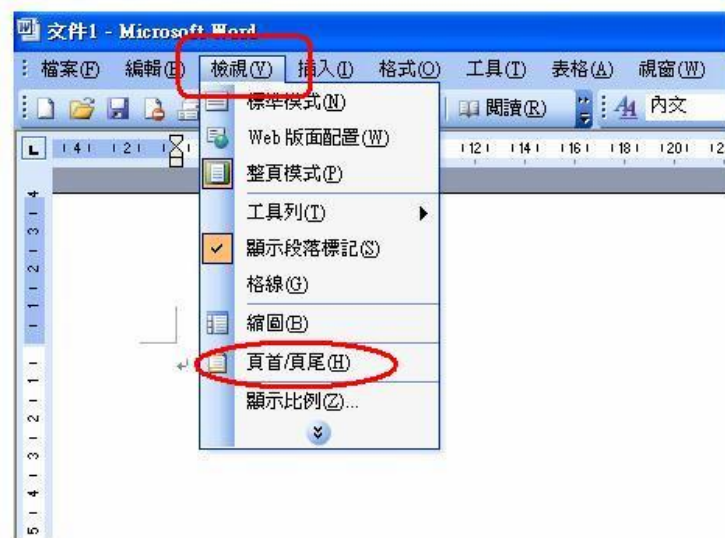 文件1 - Microsoft Word
檔案(F) 編輯(E) 檢視(V) 插入(I) 格式(O) 工具(T) 表格(A) 視窗(W)
標準模式(N)
閱讀(R) 內文
Web 版面配置(W)
整頁模式(P)
工具列(T)
顯示段落標記(S)
格線(G)
縮圖(B)
頁首/頁尾(H)
顯示比例(Z)...